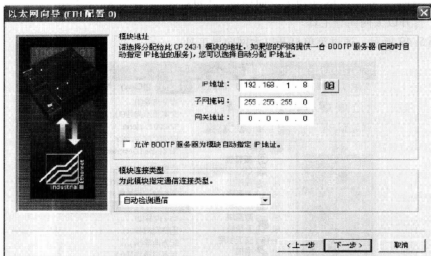 以太网向导 (ETH 配置 0)
模块地址
请选择分配给此 CP 243-1 模块的地址。如果您的网络提供一台 BOOTP 服务器 (启动时自
动指定 IP 地址的服务)，您可以选择自动分配 IP 地址。
IP 地址： 192 . 168 . 1 . 8
子网掩码： 255 . 255 . 255 . 0
网关地址： 0 . 0 . 0 . 0
允许 BOOTP 服务器为模块自动指定 IP 地址。
模块连接类型
为此模块指定通信连接类型。
自动检测通信
Industrial Ethernet
<上一步 下一步> 取消